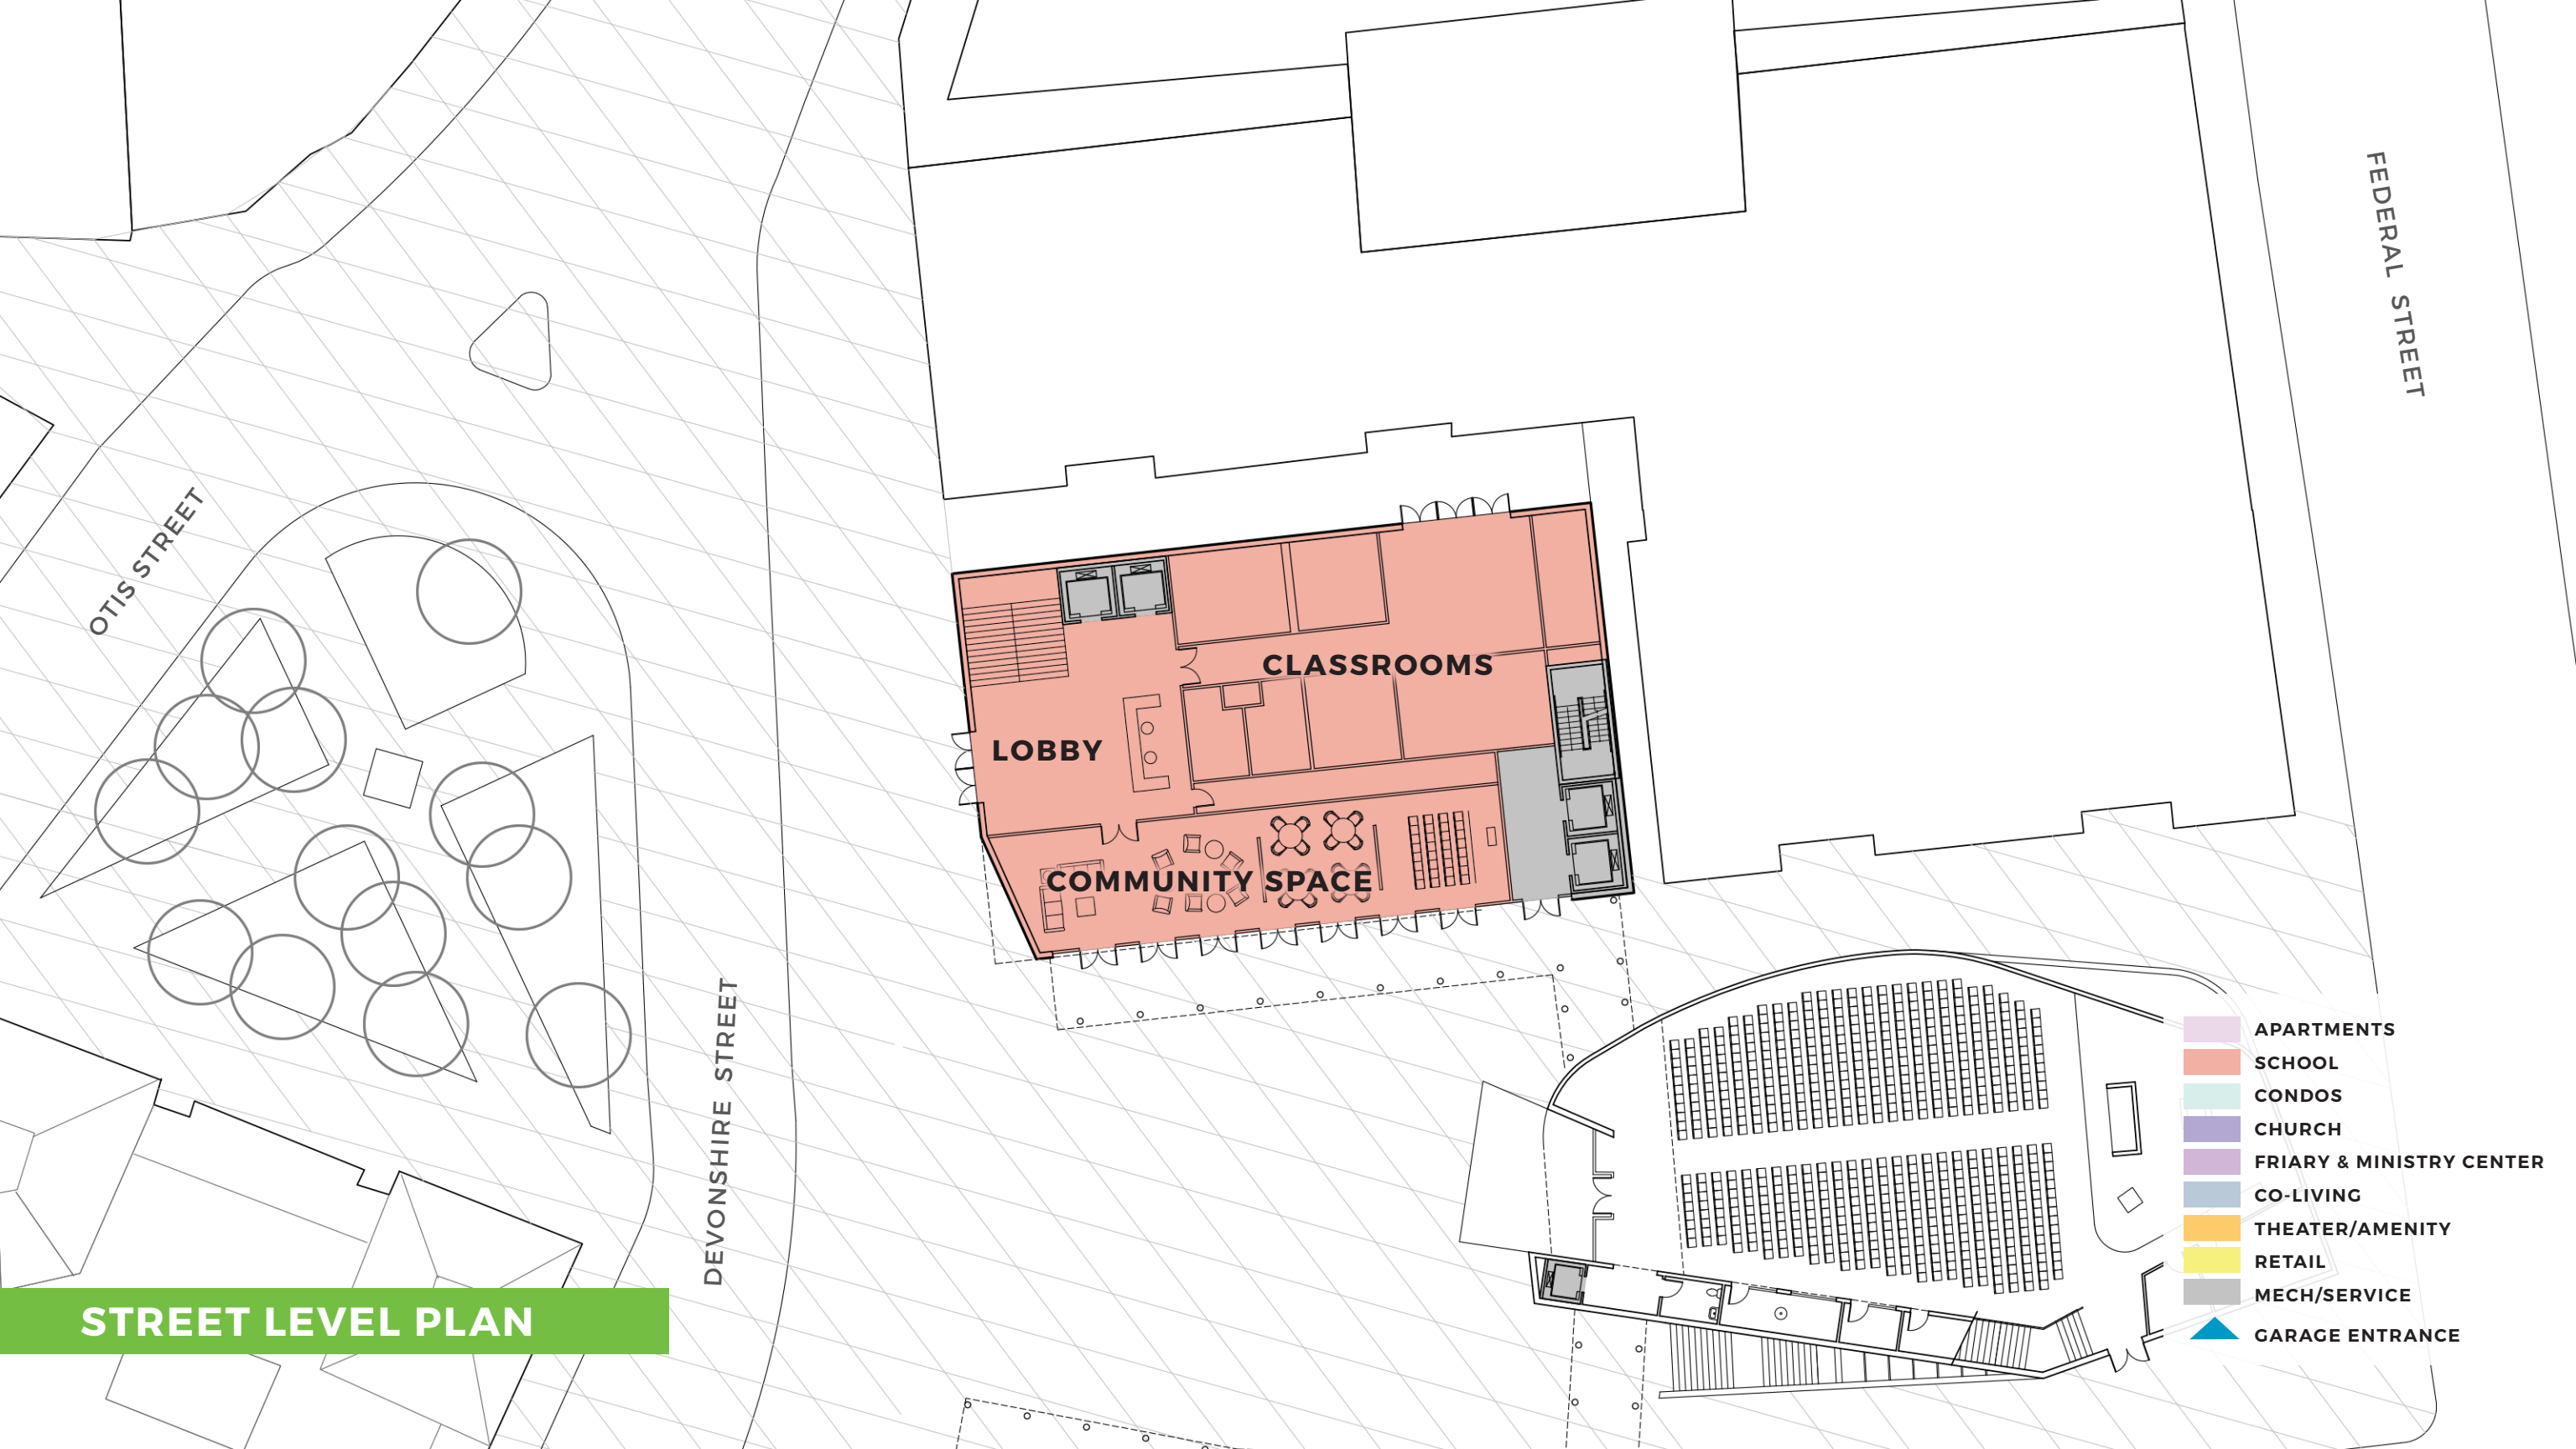 FEDERAL STREET
OTIS STREET
CLASSROOMS
LOBBY
COMMUNITY SPACE
DEVONSHIRE STREET
APARTMENTS
SCHOOL
CONDOS
CHURCH
FRIARY & MINISTRY CENTER
CO-LIVING
THEATER/AMENITY
RETAIL
MECH/SERVICE
GARAGE ENTRANCE
STREET LEVEL PLAN